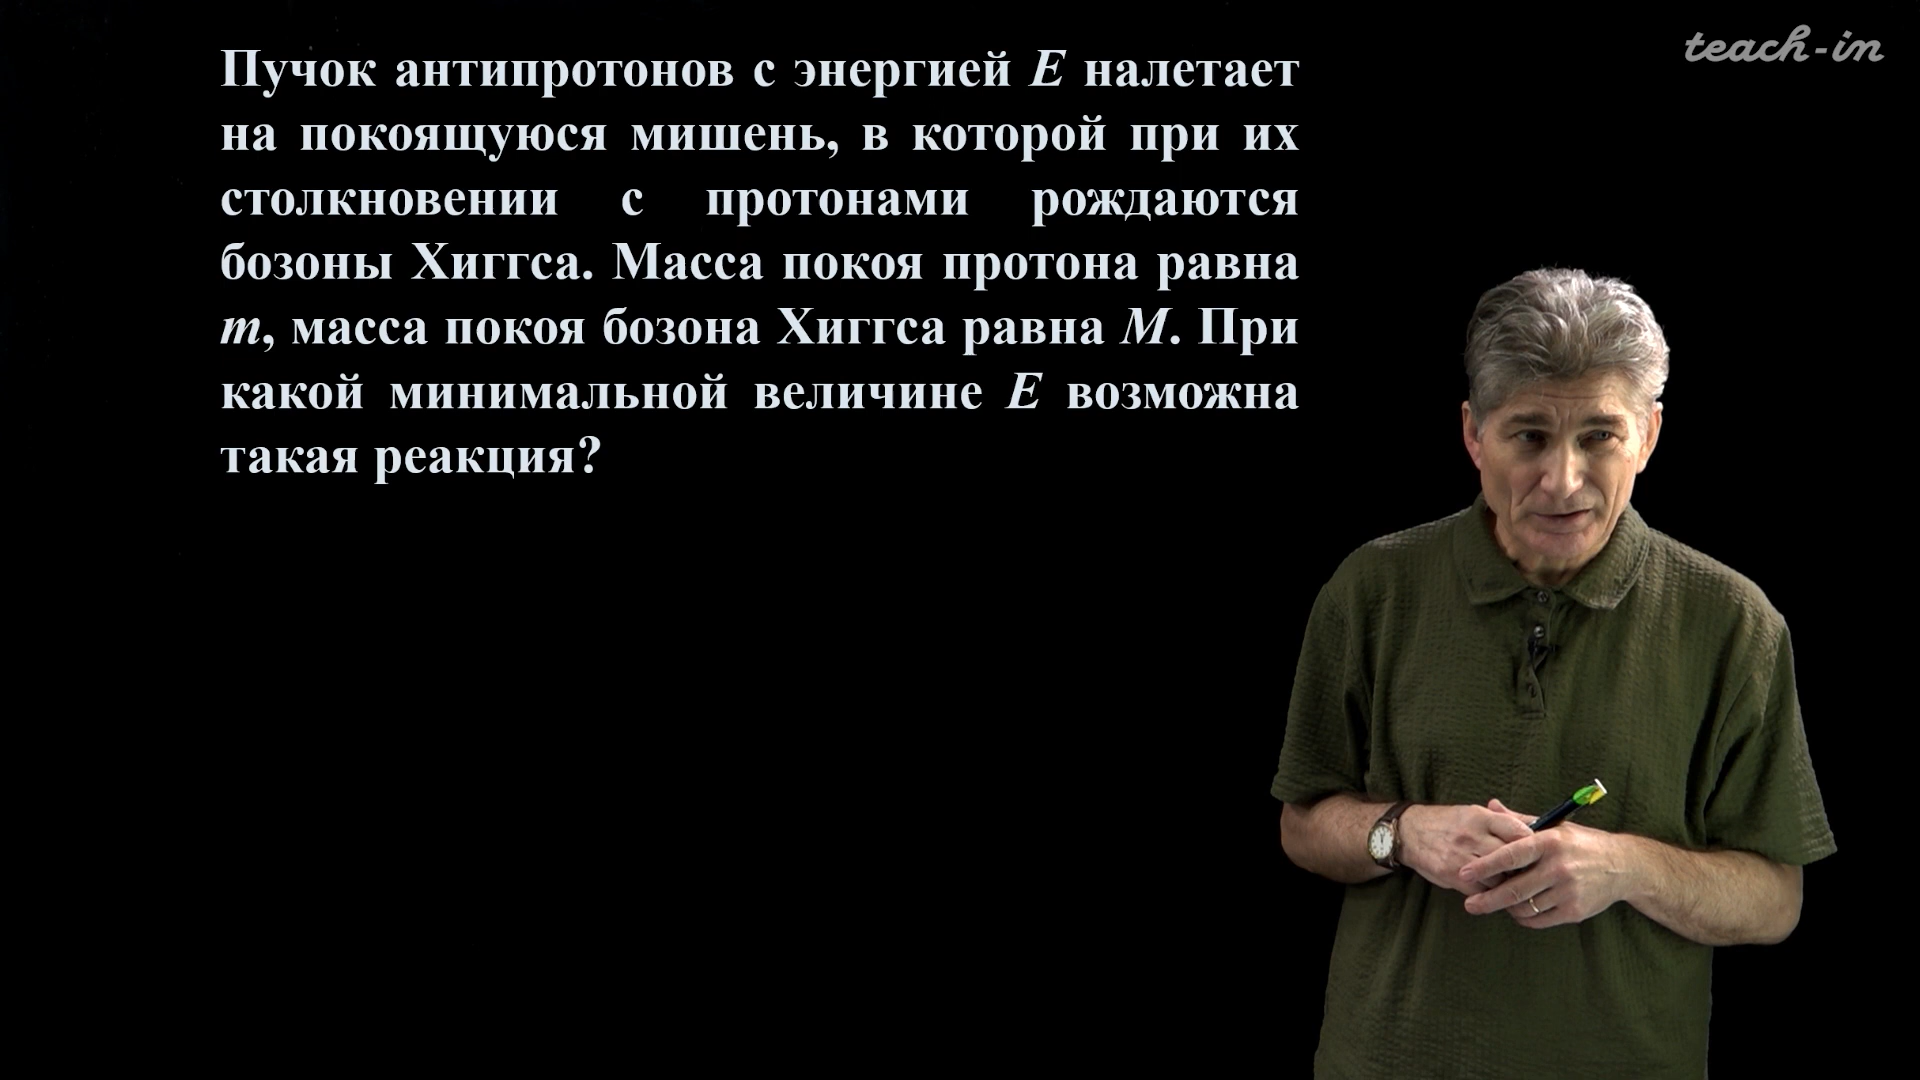 teach-in
Пучок антипротонов с энергией E налетает
на покоящуюся мишень, в которой при их
столкновении с протонами рождаются
бозоны Хиггса. Масса покоя протона равна
m, масса покоя бозона Хиггса равна M. При
какой минимальной величине E возможна
такая реакция?